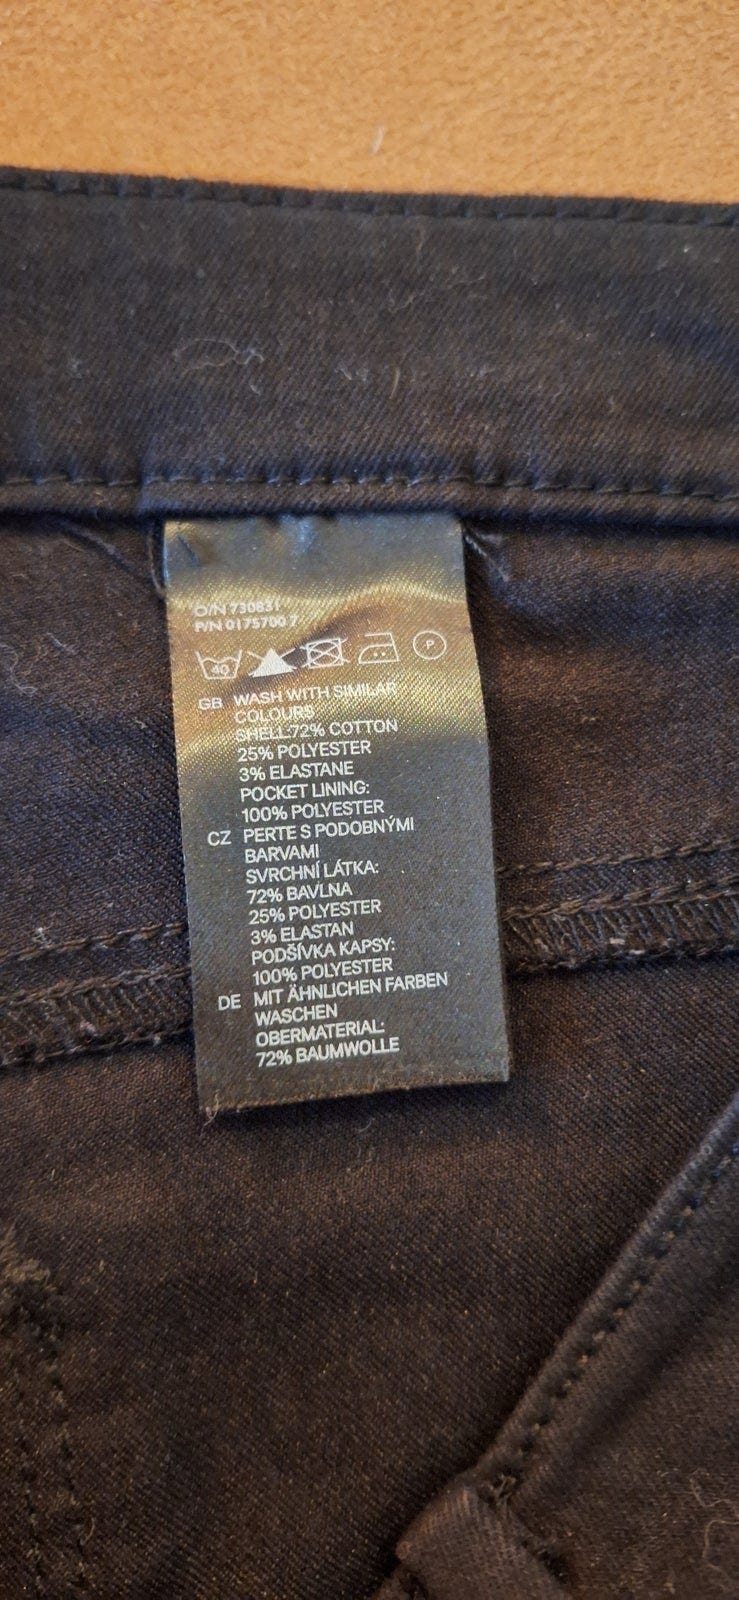 O/N 730831
P/N 0175700 7
40 P
GB WASH WITH SIMILAR
COLOURS
SHELL:72% COTTON
25% POLYESTER
3% ELASTANE
POCKET LINING:
100% POLYESTER
CZ PERTE S PODOBNÝMI
BARVAMI
SVRCHNÍ LÁTKA:
72% BAVLNA
25% POLYESTER
3% ELASTAN
PODŠÍVKA KAPSY:
100% POLYESTER
DE MIT ÄHNLICHEN FARBEN
WASCHEN
OBERMATERIAL:
72% BAUMWOLLE